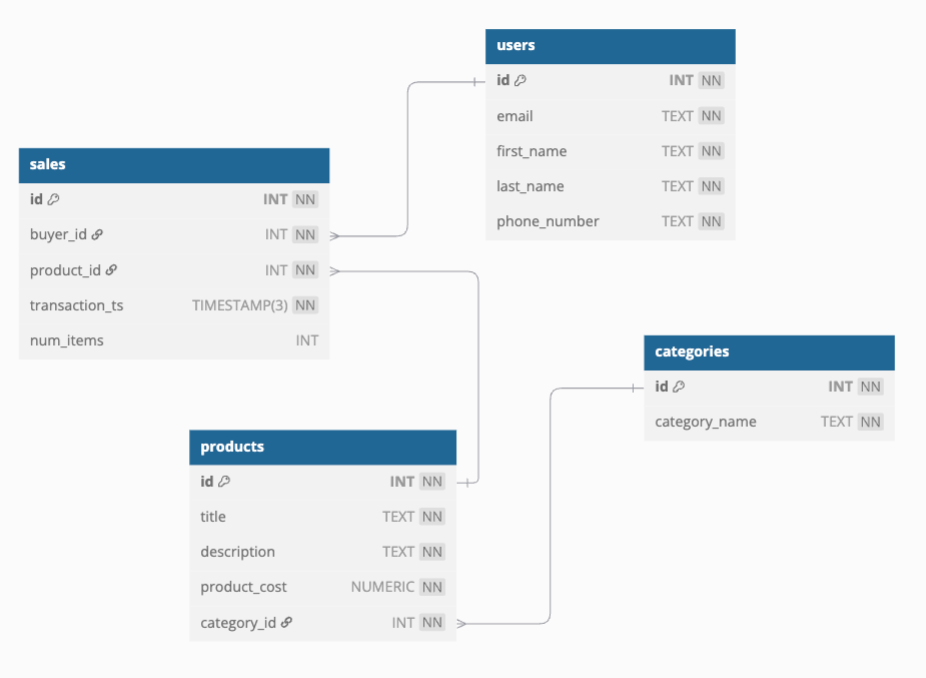 users
id INT NN
email TEXT NN
first_name TEXT NN
last_name TEXT NN
phone_number TEXT NN
sales
id INT NN
buyer_id INT NN
product_id INT NN
transaction_ts TIMESTAMP(3) NN
num_items INT
categories
id INT NN
category_name TEXT NN
products
id INT NN
title TEXT NN
description TEXT NN
product_cost NUMERIC NN
category_id INT NN